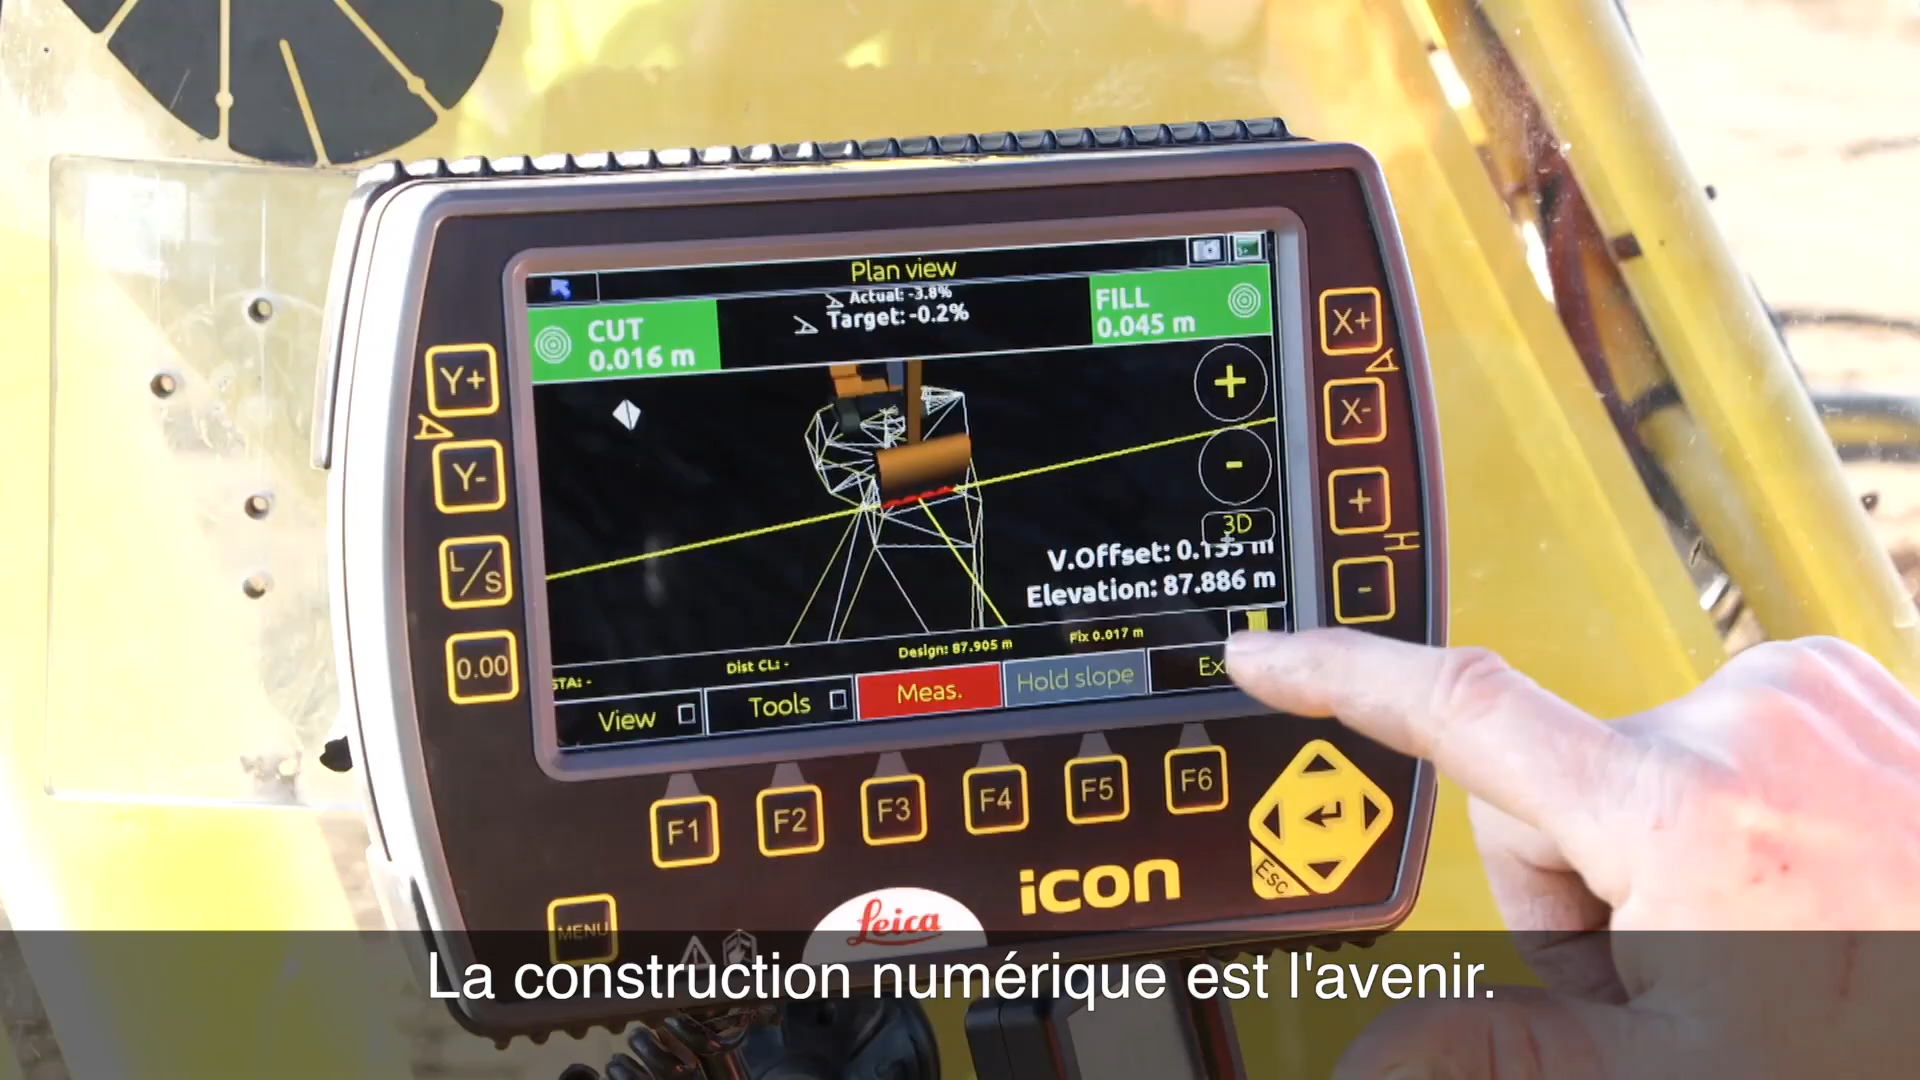 Plan view
Actual: -3.8%
Target: -0.2%
CUT
0.016 m
FILL
0.045 m
+
-
3D
V.Offset: 0.135 m
Elevation: 87.886 m
STA: -
Dist CL: -
Design: 87.905 m
Fix 0.017 m
View
Tools
Meas.
Hold slope
Y+
Y-
L/S
0.00
X+
X-
+
H
-
F1
F2
F3
F4
F5
F6
ESC
MENU
Leica
icon
La construction numérique est l'avenir.